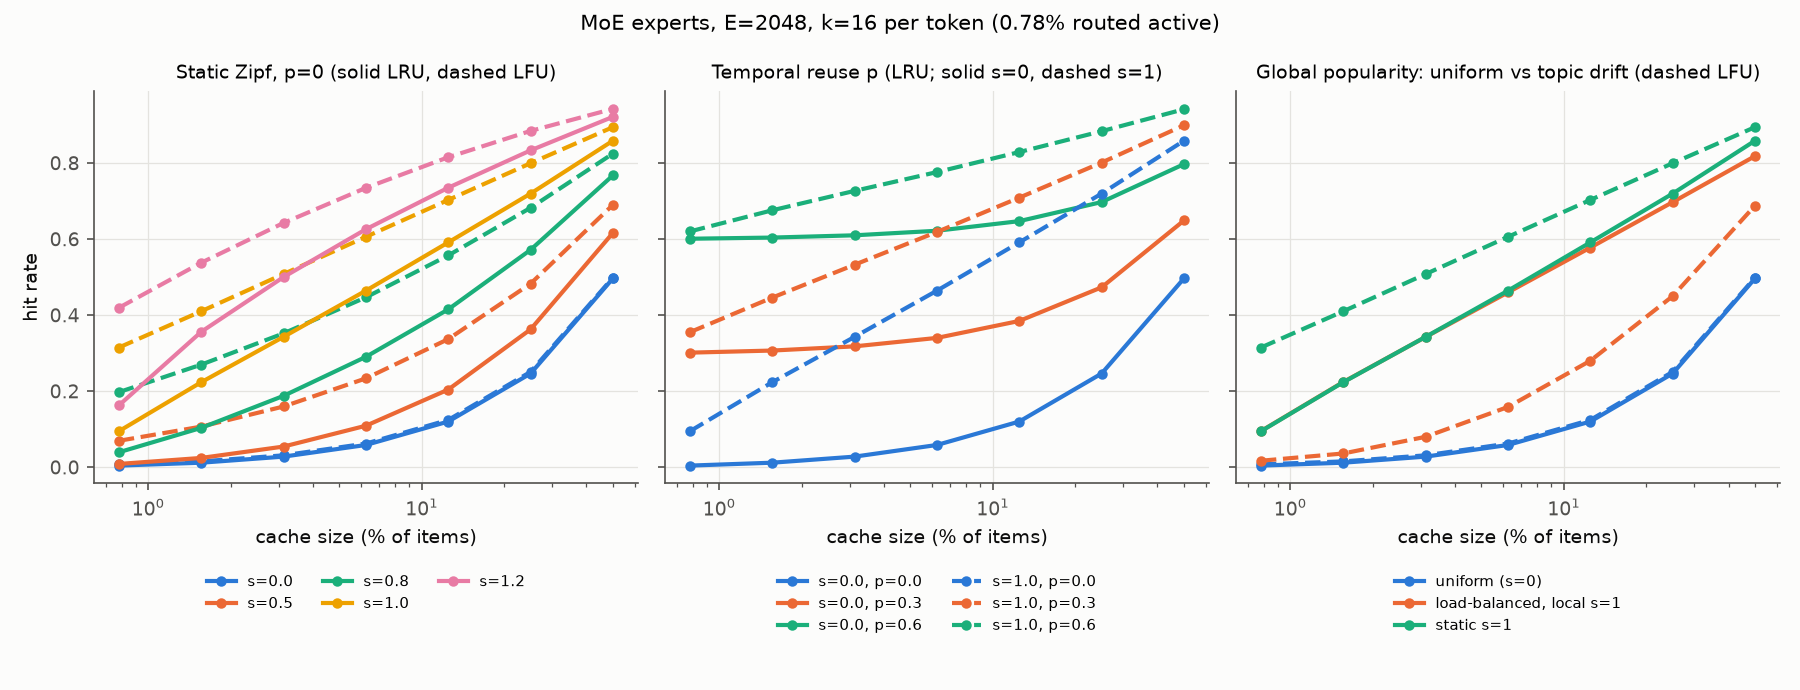 MoE experts, E=2048, k=16 per token (0.78% routed active)
Static Zipf, p=0 (solid LRU, dashed LFU)
Temporal reuse p (LRU; solid s=0, dashed s=1)
Global popularity: uniform vs topic drift (dashed LFU)
hit rate
0.8
0.6
0.4
0.2
0.0
10⁰
10¹
10⁰
10¹
10⁰
10¹
cache size (% of items)
cache size (% of items)
cache size (% of items)
s=0.0
s=0.5
s=0.8
s=1.0
s=1.2
s=0.0, p=0.0
s=0.0, p=0.3
s=0.0, p=0.6
s=1.0, p=0.0
s=1.0, p=0.3
s=1.0, p=0.6
uniform (s=0)
load-balanced, local s=1
static s=1